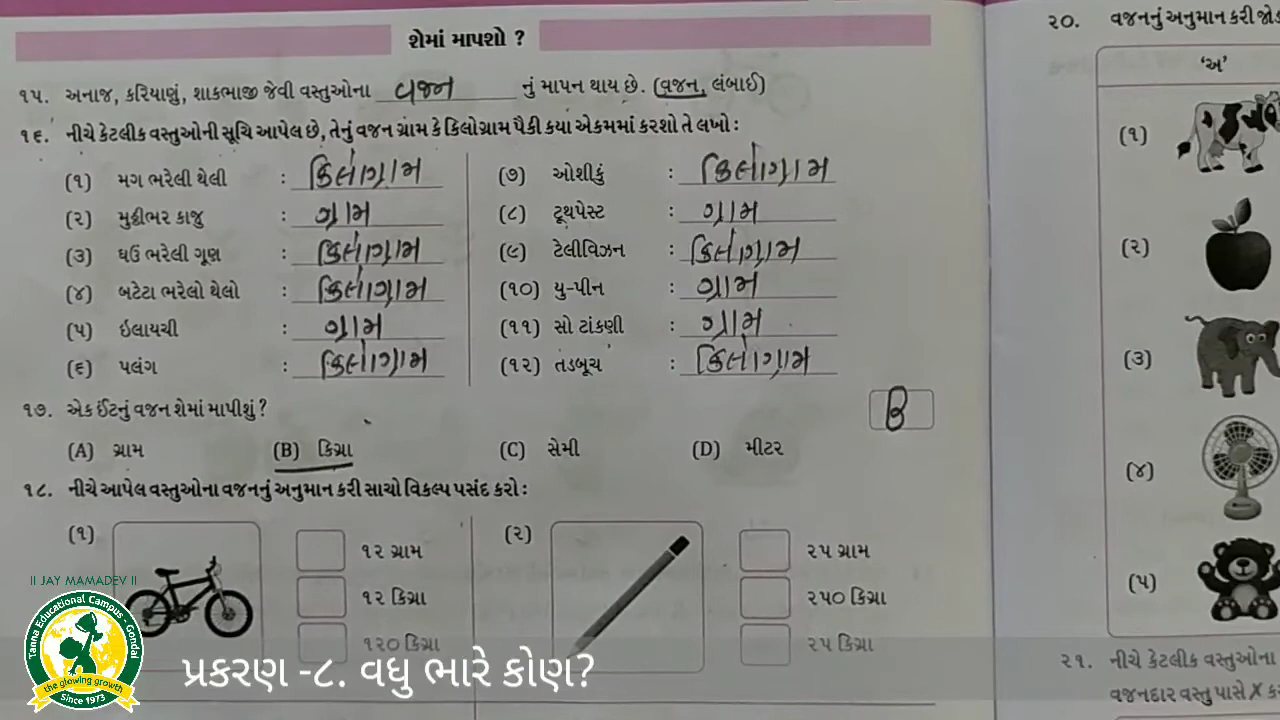 શેમાં માપશો ?
૧૫. અનાજ, કરિયાણું, શાકભાજી જેવી વસ્તુઓના વજન નું માપન થાય છે. (વજન, લંબાઈ)
૧૬. નીચે કેટલીક વસ્તુઓની સૂચિ આપેલ છે, તેનું વજન ગ્રામ કે કિલોગ્રામ પૈકી કયા એકમમાં કરશો તે લખો :
(૧) મગ ભરેલી થેલી : કિલોગ્રામ
(૨) મુઠ્ઠીભર કાજુ : ગ્રામ
(૩) ઘઉં ભરેલી ગૂણ : કિલોગ્રામ
(૪) બટેટા ભરેલો થેલો : કિલોગ્રામ
(૫) ઇલાયચી : ગ્રામ
(૬) પલંગ : કિલોગ્રામ
(૭) ઓશીકું : કિલોગ્રામ
(૮) ટૂથપેસ્ટ : ગ્રામ
(૯) ટેલીવિઝન : કિલોગ્રામ
(૧૦) યુ-પીન : ગ્રામ
(૧૧) સો ટાંકણી : ગ્રામ
(૧૨) તડબૂચ : કિલોગ્રામ
૧૭. એક ઈંટનું વજન શેમાં માપીશું ? B
(A) ગ્રામ (B) કિગ્રા (C) સેમી (D) મીટર
૧૮. નીચે આપેલ વસ્તુઓના વજનનું અનુમાન કરી સાચો વિકલ્પ પસંદ કરો :
(૧) ૧૨ ગ્રામ
૧૨ કિગ્રા
૧૨૦ કિગ્રા
(૨) ૨૫ ગ્રામ
૨૫૦ કિગ્રા
૨૫ કિગ્રા
૨૦. વજનનું અનુમાન કરી
‘અ’
(૧)
(૨)
(૩)
(૪)
(૫)
૨૧. નીચે કેટલીક વસ્તુઓના
વજનદાર વસ્તુ પાસે ✗
॥ JAY MAMADEV ॥
Tanna Educational Campus - Gondal
the glowing growth
Since 1973
પ્રકરણ -૮. વધુ ભારે કોણ?